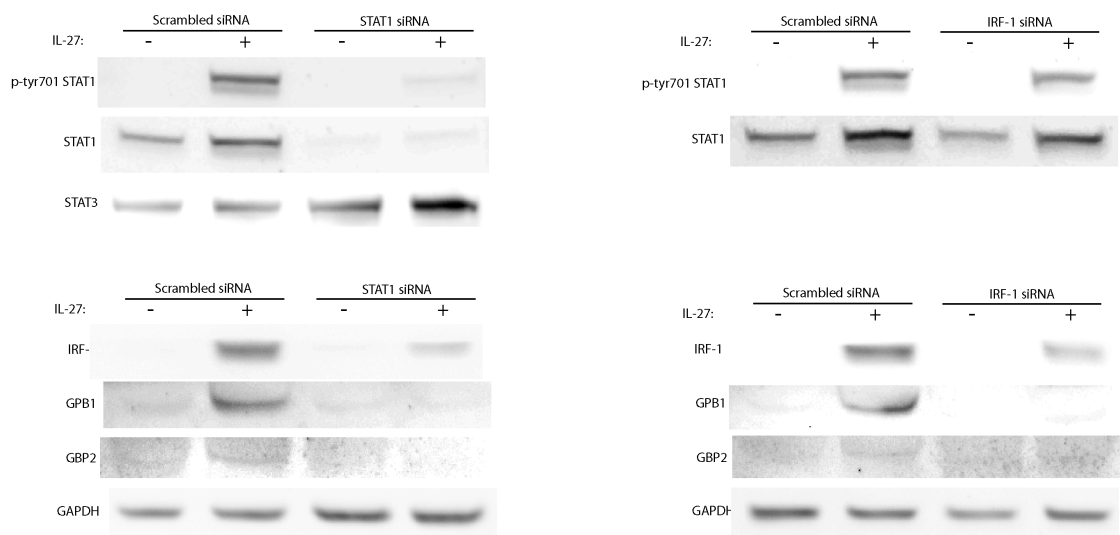 Scrambled siRNA STAT1 siRNA
IL-27: - + - +
p-tyr701 STAT1
STAT1
STAT3
Scrambled siRNA IRF-1 siRNA
IL-27: - + - +
p-tyr701 STAT1
STAT1
Scrambled siRNA STAT1 siRNA
IL-27: - + - +
IRF-
GPB1
GBP2
GAPDH
Scrambled siRNA IRF-1 siRNA
IL-27: - + - +
IRF-1
GPB1
GBP2
GAPDH